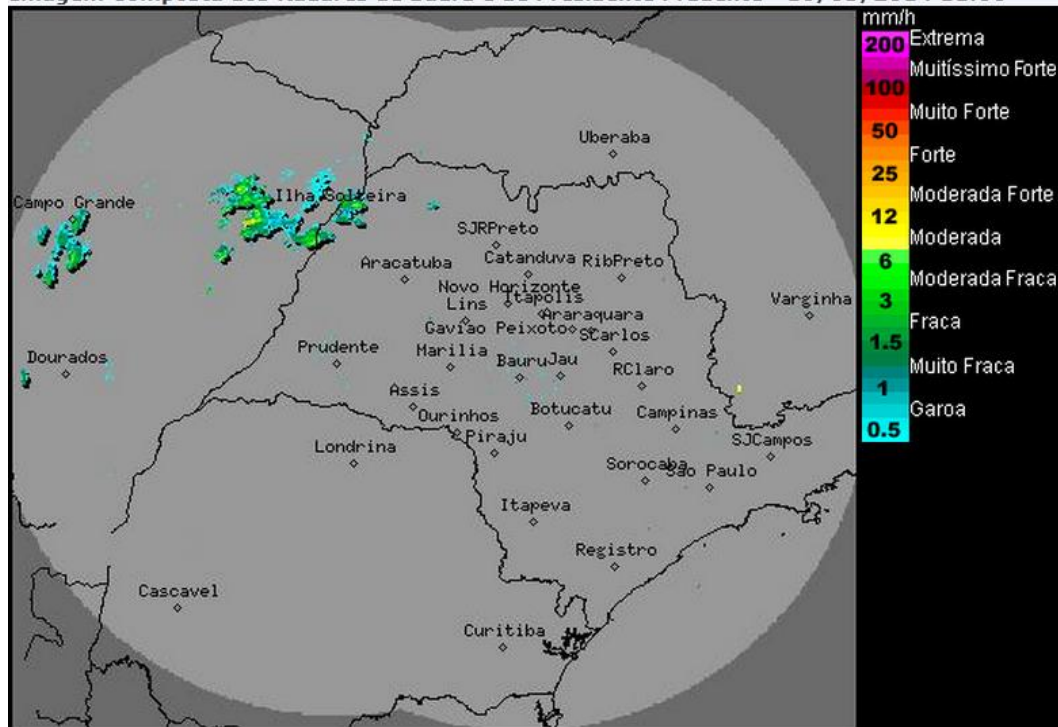 mm/h
200 Extrema
Muitíssimo Forte
100
Muito Forte
50
Forte
25
Moderada Forte
12
Moderada
6
Moderada Fraca
3
Fraca
1.5
Muito Fraca
1
Garoa
0.5
Uberaba
Campo Grande
Ilha Solteira
SJRPreto
Aracatuba
Catanduva
RibPreto
Novo Horizonte
Lins
Itapolis
Varginha
Araraquara
Gaviao Peixoto
SCarlos
Dourados
Prudente
Marilia
Bauru
Jau
RClaro
Assis
Ourinhos
Botucatu
Campinas
Londrina
Piraju
SJCampos
Sorocaba
Sao Paulo
Itapeva
Registro
Cascavel
Curitiba